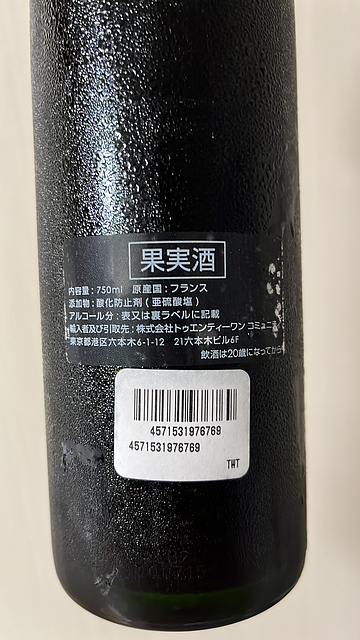 果実酒
内容量：750ml 原産国：フランス
添加物：酸化防止剤（亜硫酸塩）
アルコール分：表又は裏ラベルに記載
輸入者及び引取先：株式会社トゥエンティーワン コミュニ
東京都港区六本木6-1-12 21六本木ビル6F
飲酒は20歳になってから
4571531976769
4571531976769
TWT